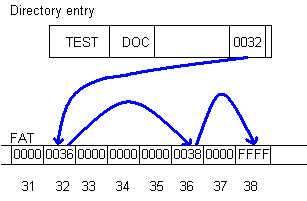 Directory entry
TEST DOC 0032
FAT
0000 0036 0000 0000 0000 0038 0000 FFFF
31 32 33 34 35 36 37 38